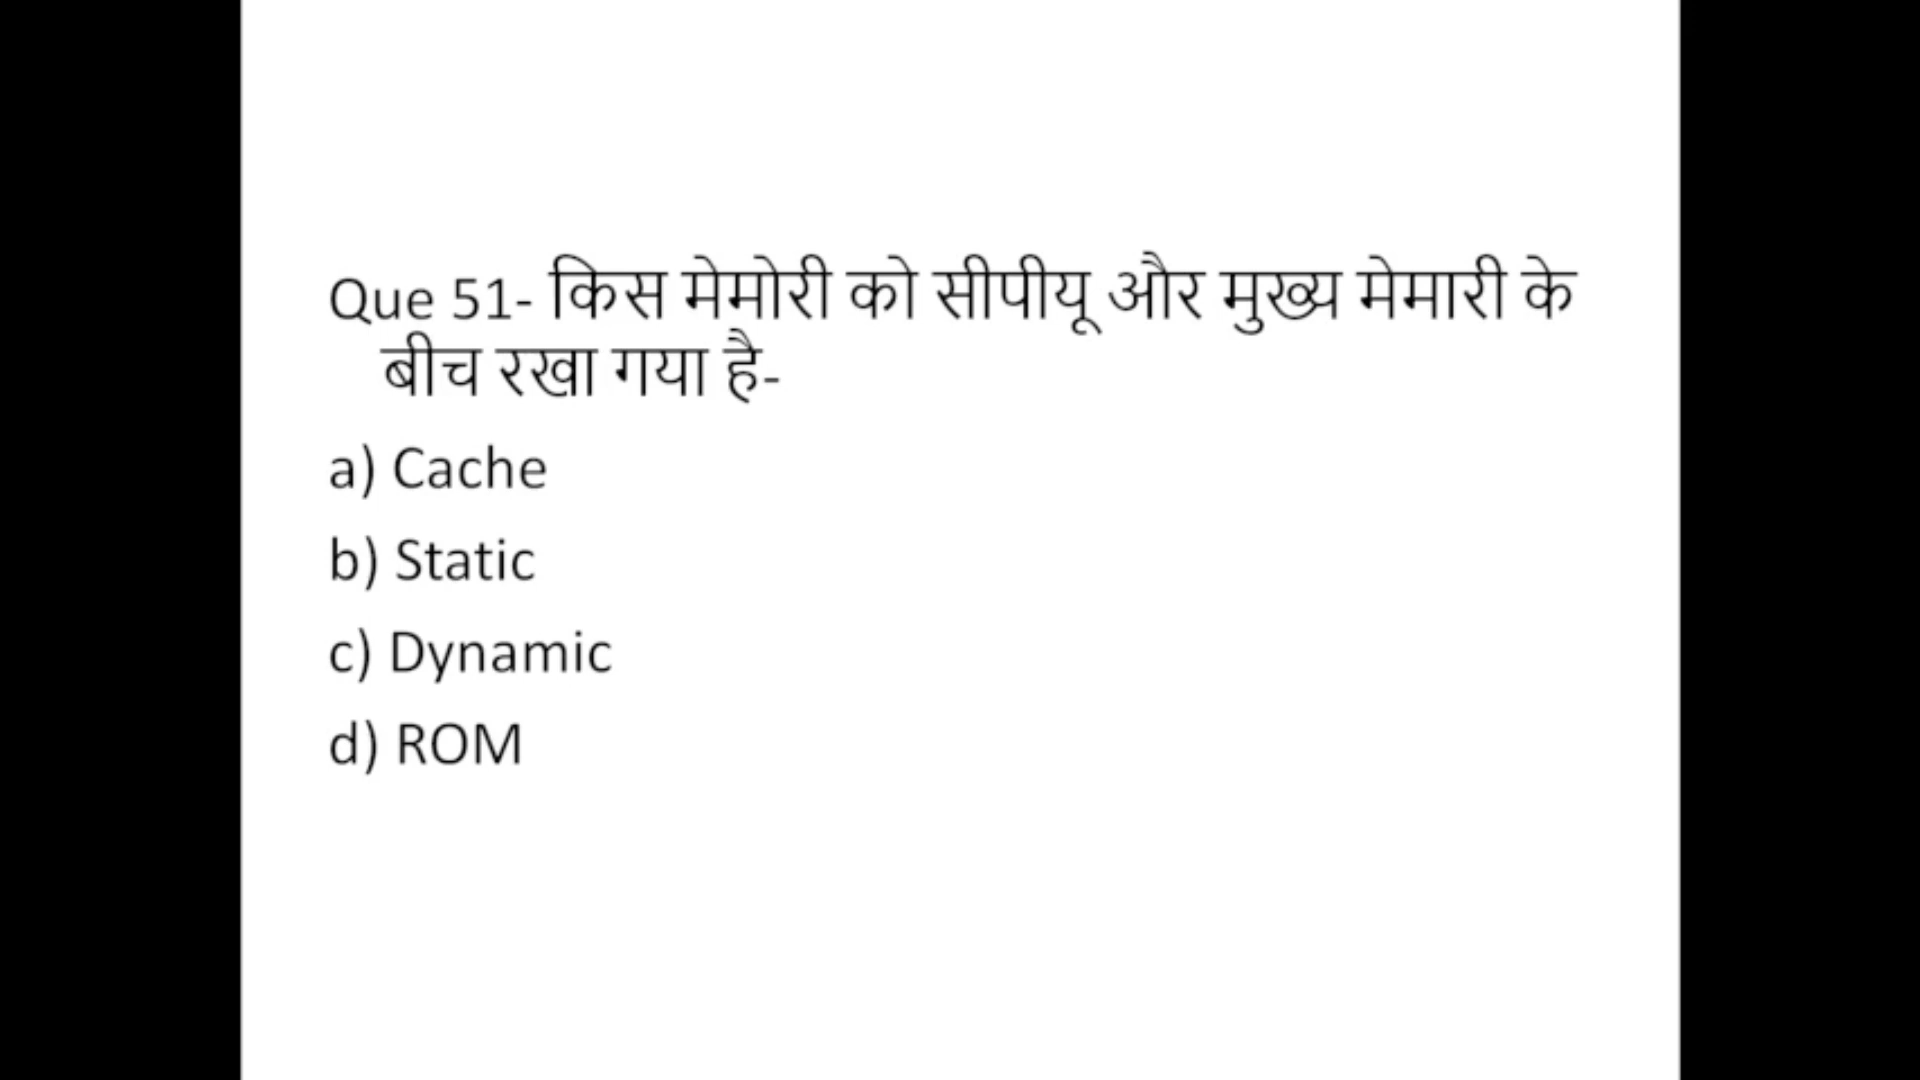 Que 51- किस मेमोरी को सीपीयू और मुख्य मेमारी के
बीच रखा गया है-
a) Cache
b) Static
c) Dynamic
d) ROM